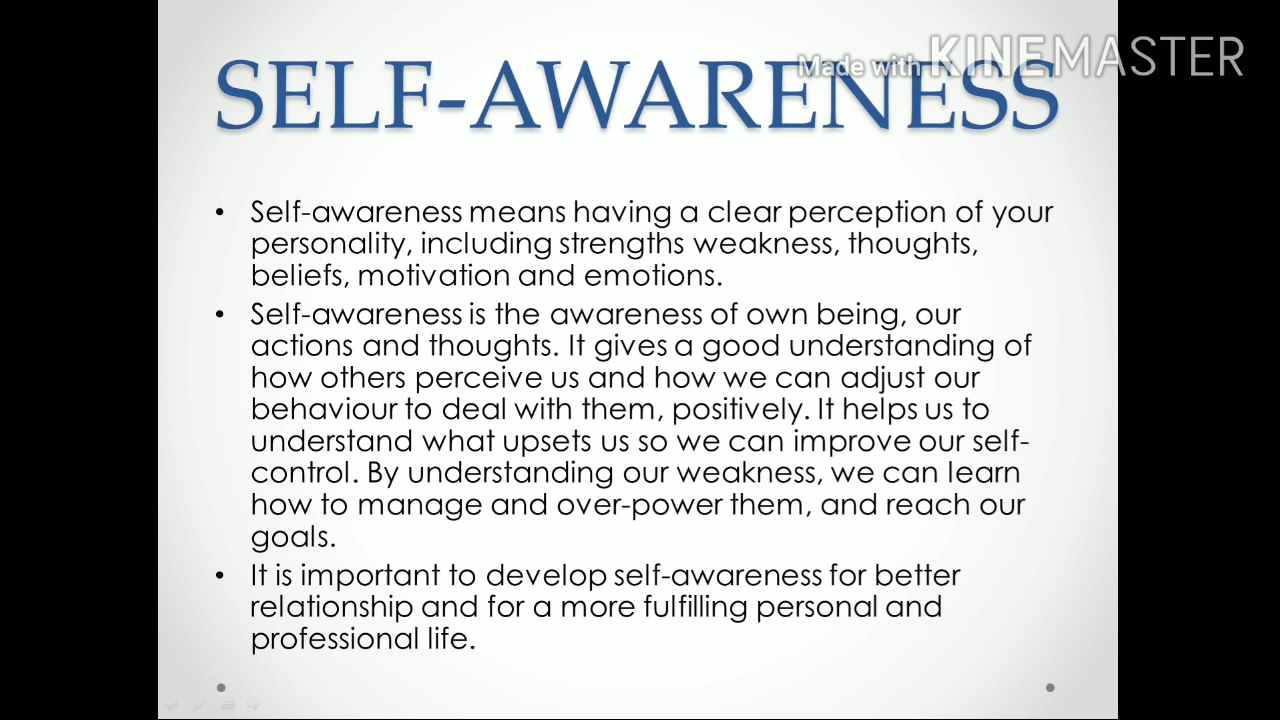 Made with KINEMASTER
SELF-AWARENESS
• Self-awareness means having a clear perception of your
personality, including strengths weakness, thoughts,
beliefs, motivation and emotions.
• Self-awareness is the awareness of own being, our
actions and thoughts. It gives a good understanding of
how others perceive us and how we can adjust our
behaviour to deal with them, positively. It helps us to
understand what upsets us so we can improve our self-
control. By understanding our weakness, we can learn
how to manage and over-power them, and reach our
goals.
• It is important to develop self-awareness for better
relationship and for a more fulfilling personal and
professional life.